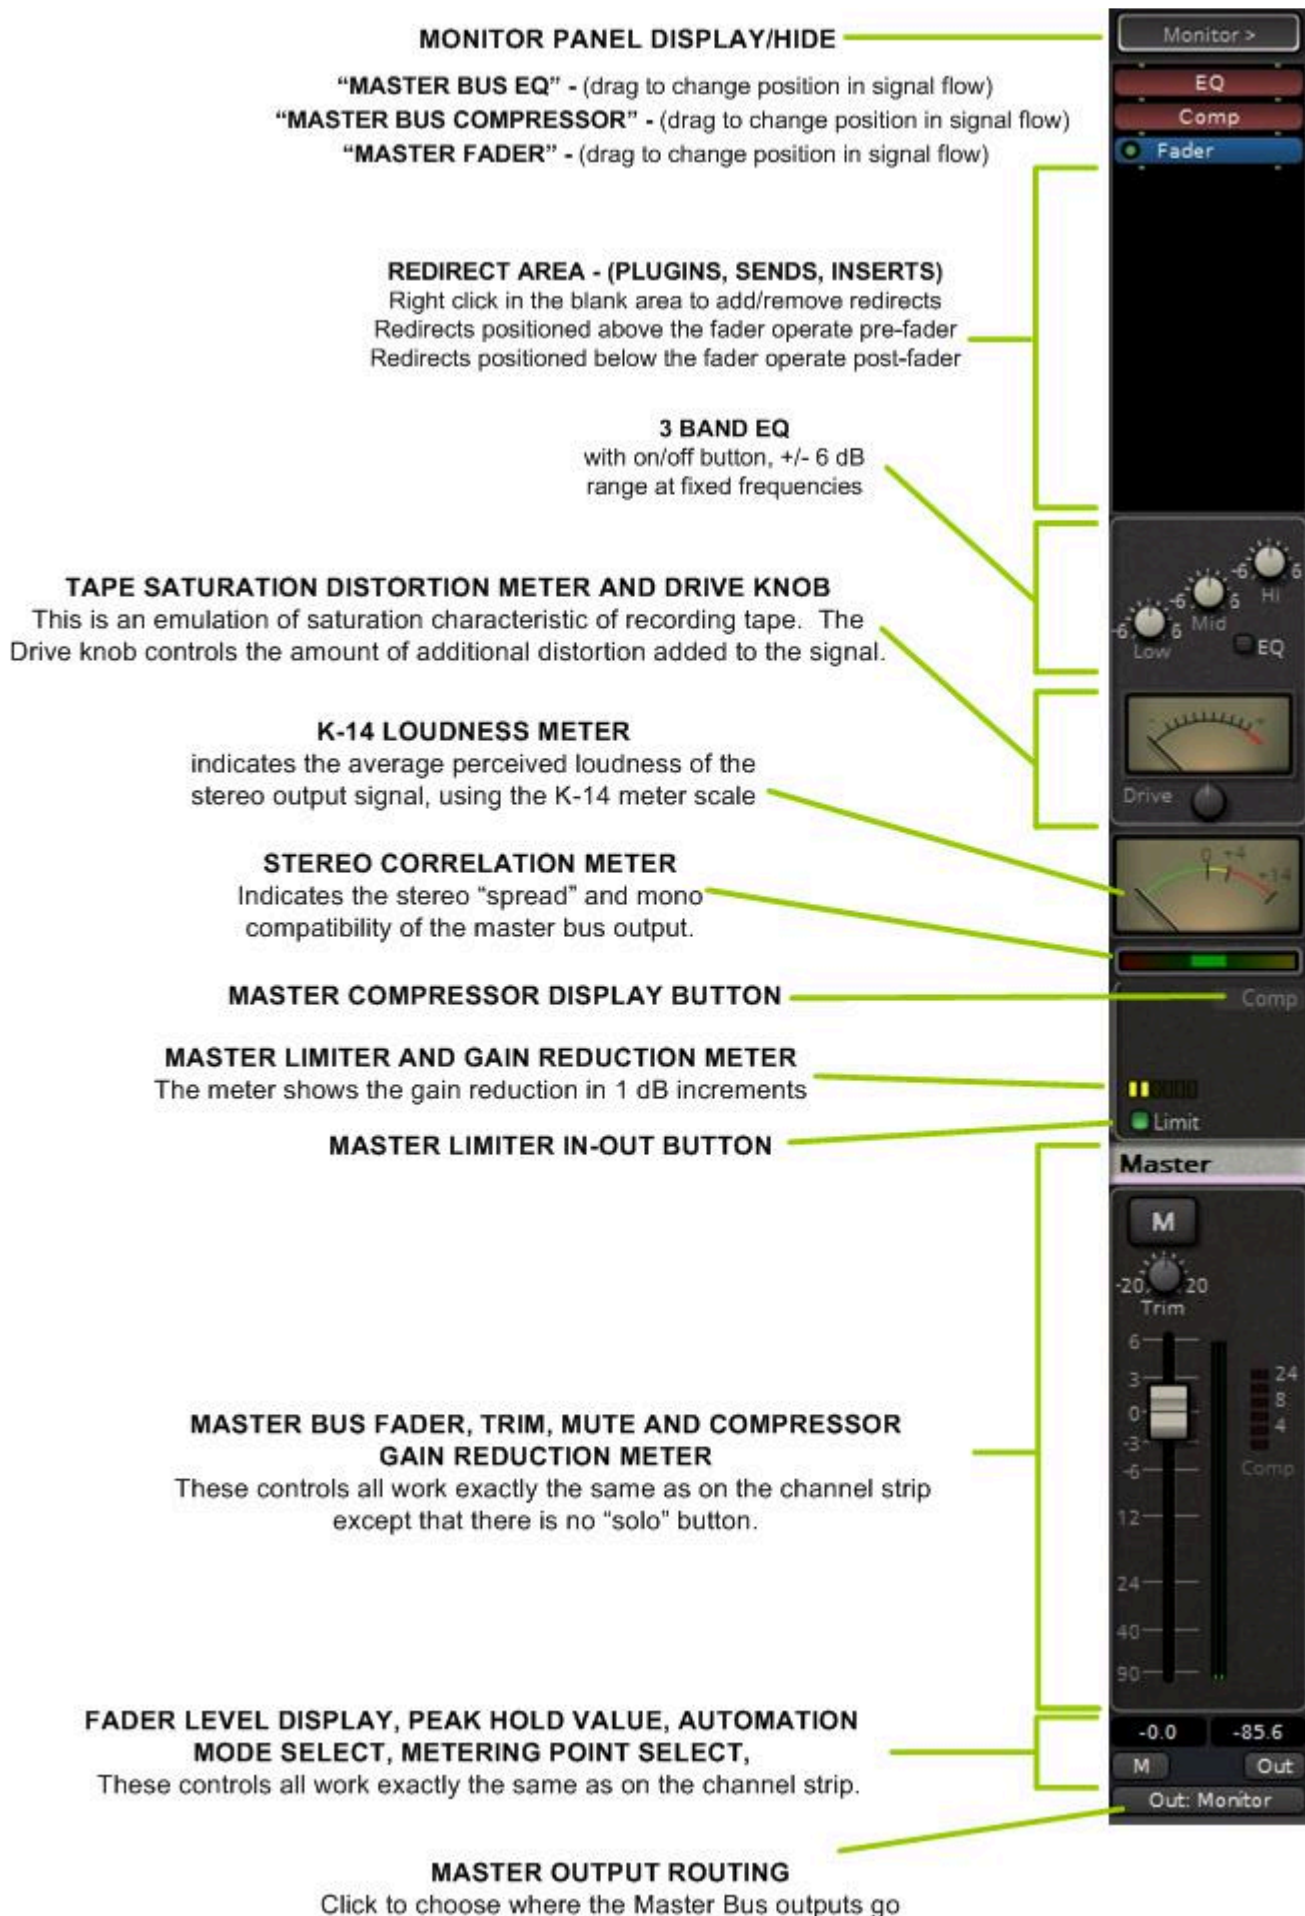 MONITOR PANEL DISPLAY/HIDE
Monitor >
“MASTER BUS EQ” - (drag to change position in signal flow)
EQ
“MASTER BUS COMPRESSOR” - (drag to change position in signal flow)
Comp
“MASTER FADER” - (drag to change position in signal flow)
Fader
REDIRECT AREA - (PLUGINS, SENDS, INSERTS)
Right click in the blank area to add/remove redirects
Redirects positioned above the fader operate pre-fader
Redirects positioned below the fader operate post-fader
3 BAND EQ
with on/off button, +/- 6 dB
range at fixed frequencies
-6 6
Hi
-6 6
Mid
-6 6
Low
EQ
TAPE SATURATION DISTORTION METER AND DRIVE KNOB
This is an emulation of saturation characteristic of recording tape. The
Drive knob controls the amount of additional distortion added to the signal.
- +
Drive
K-14 LOUDNESS METER
indicates the average perceived loudness of the
stereo output signal, using the K-14 meter scale
0 +4 +14
STEREO CORRELATION METER
Indicates the stereo “spread” and mono
compatibility of the master bus output.
MASTER COMPRESSOR DISPLAY BUTTON
Comp
MASTER LIMITER AND GAIN REDUCTION METER
The meter shows the gain reduction in 1 dB increments
MASTER LIMITER IN-OUT BUTTON
Limit
Master
M
-20 20
Trim
6
3
0
-3
-6
12
24
40
90
24
8
4
Comp
MASTER BUS FADER, TRIM, MUTE AND COMPRESSOR
GAIN REDUCTION METER
These controls all work exactly the same as on the channel strip
except that there is no “solo” button.
FADER LEVEL DISPLAY, PEAK HOLD VALUE, AUTOMATION
MODE SELECT, METERING POINT SELECT,
These controls all work exactly the same as on the channel strip.
-0.0 -85.6
M Out
Out: Monitor
MASTER OUTPUT ROUTING
Click to choose where the Master Bus outputs go